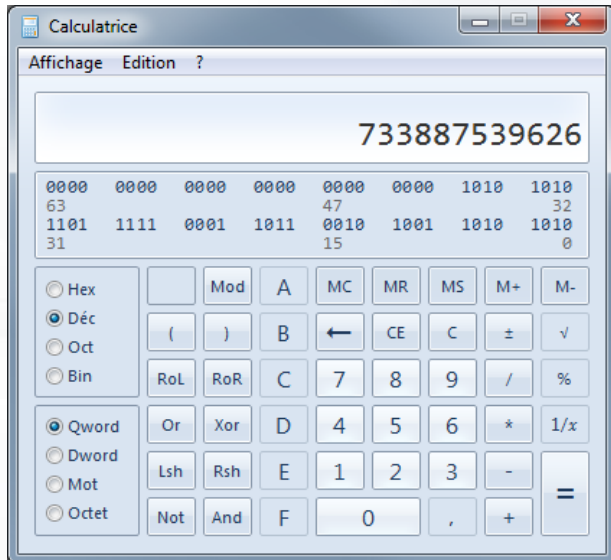 Calculatrice
Affichage Edition ?
733887539626
0000 0000 0000 0000 0000 0000 1010 1010
63 47 32
1101 1111 0001 1011 0010 1001 1010 1010
31 15 0
Hex Mod A MC MR MS M+ M-
Déc ( ) B ← CE C ± √
Oct
Bin RoL RoR C 7 8 9 / %
Qword Or Xor D 4 5 6 * 1/x
Dword
Mot Lsh Rsh E 1 2 3 - =
Octet Not And F 0 , +